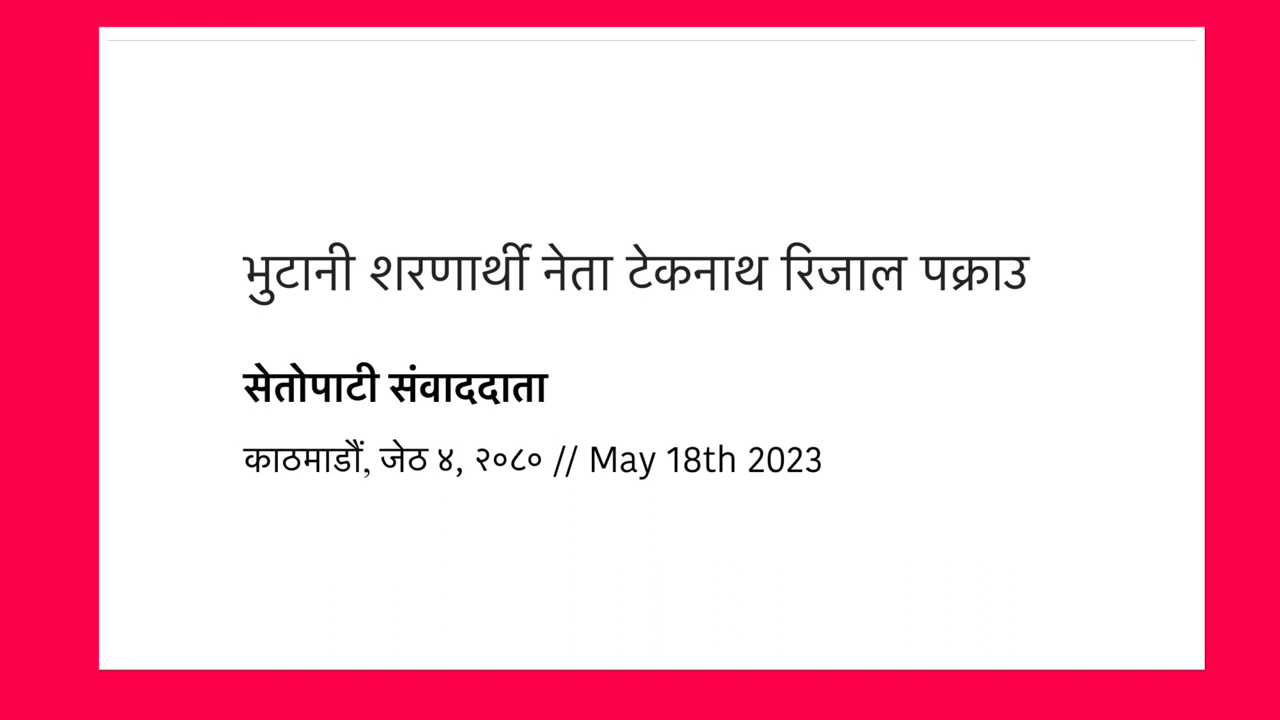 भुटानी शरणार्थी नेता टेकनाथ रिजाल पक्राउ
सेतोपाटी संवाददाता
काठमाडौं, जेठ ४, २०८० // May 18th 2023